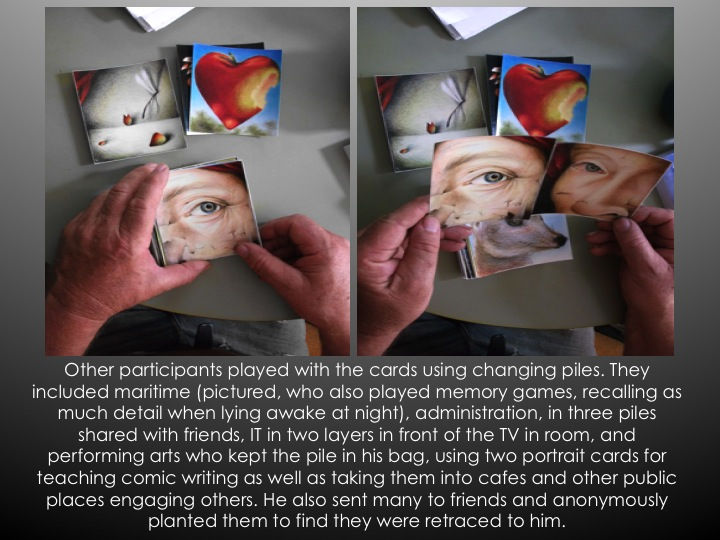 Other participants played with the cards using changing piles. They
included maritime (pictured, who also played memory games, recalling as
much detail when lying awake at night), administration, in three piles
shared with friends, IT in two layers in front of the TV in room, and
performing arts who kept the pile in his bag, using two portrait cards for
teaching comic writing as well as taking them into cafes and other public
places engaging others. He also sent many to friends and anonymously
planted them to find they were retraced to him.